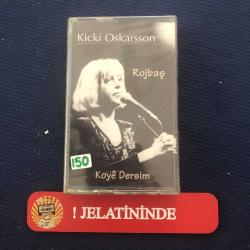 Kicki Oskarsson
Rojbaş
150
Koyê Dersim
! JELATİNİNDE